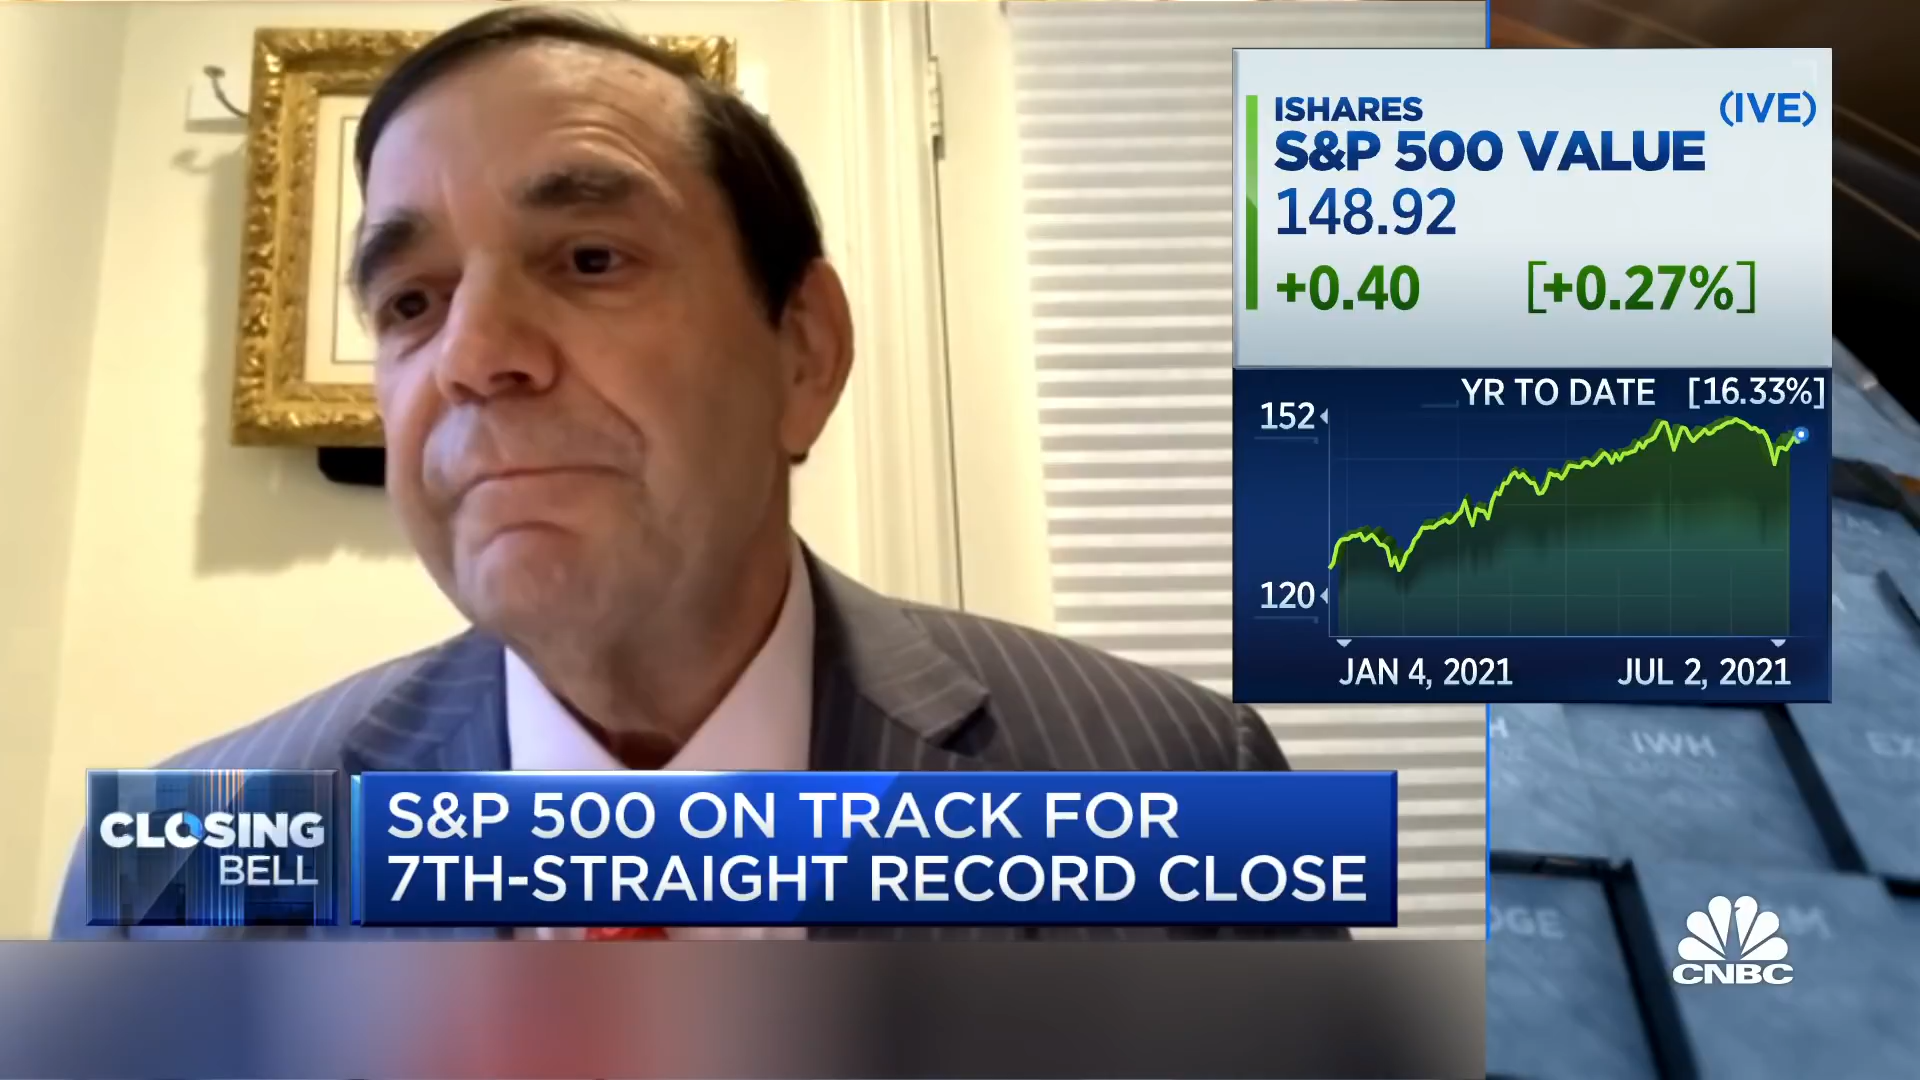 ISHARES
(IVE)
S&P 500 VALUE
148.92
+0.40 [+0.27%]
YR TO DATE [16.33%]
152
120
JAN 4, 2021 JUL 2, 2021
IWH
CLOSING
BELL
S&P 500 ON TRACK FOR
7TH-STRAIGHT RECORD CLOSE
CNBC